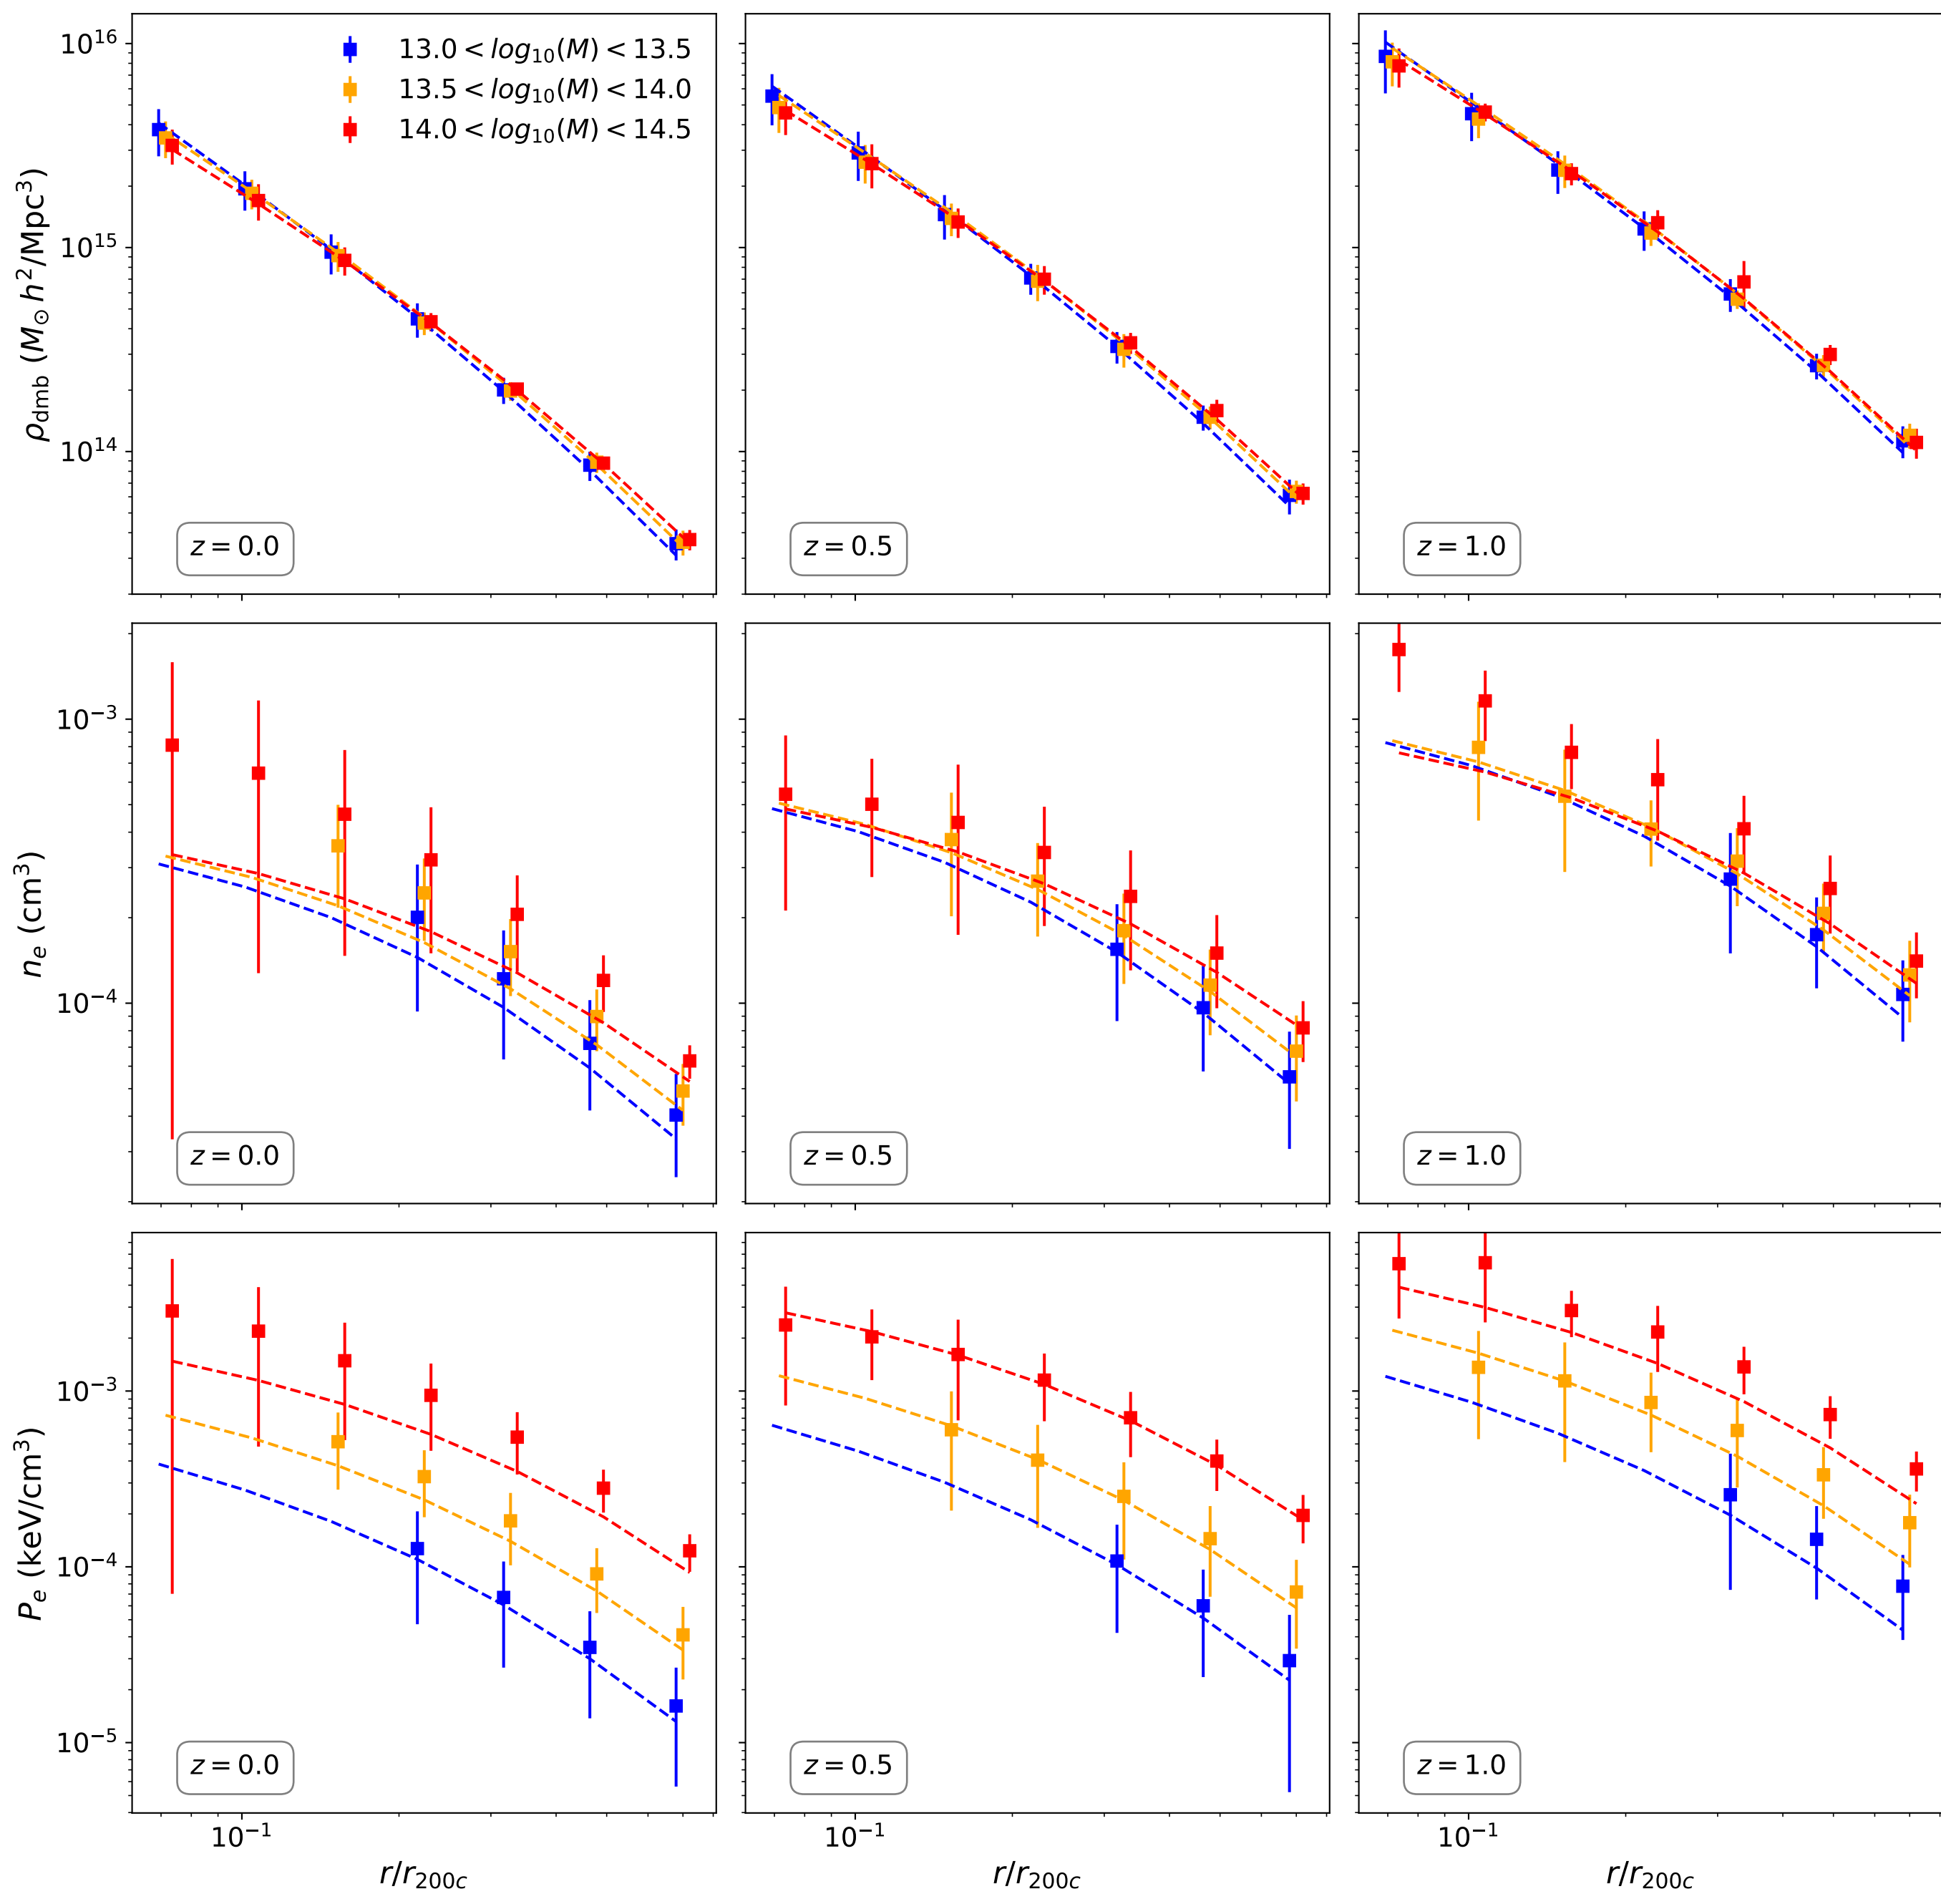 10^16
10^15
10^14
ρ_dmb (M_⊙ h^2/Mpc^3)
13.0 < log_10(M) < 13.5
13.5 < log_10(M) < 14.0
14.0 < log_10(M) < 14.5
z = 0.0
z = 0.5
z = 1.0
10^−3
10^−4
n_e (cm^3)
z = 0.0
z = 0.5
z = 1.0
10^−3
10^−4
10^−5
P_e (keV/cm^3)
z = 0.0
z = 0.5
z = 1.0
10^−1
10^−1
10^−1
r/r_200c
r/r_200c
r/r_200c